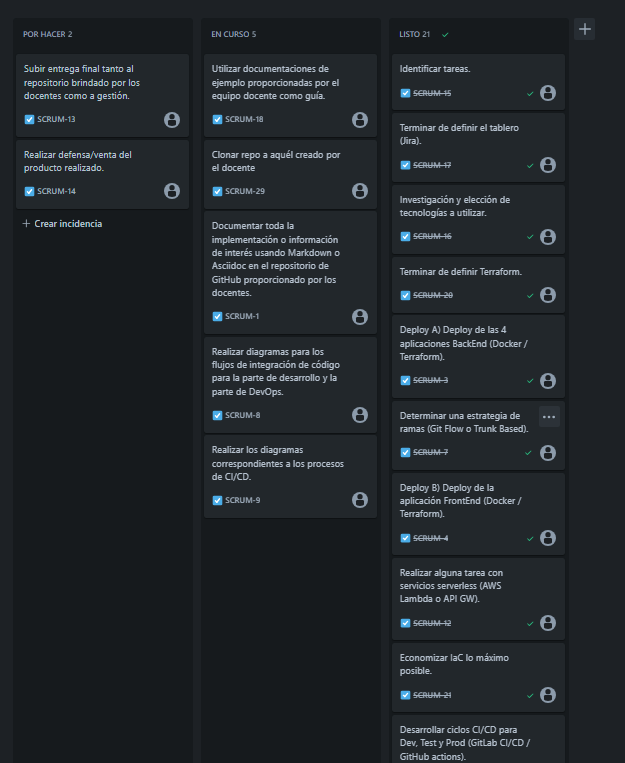 POR HACER 2
Subir entrega final tanto al
repositorio brindado por los
docentes como a gestión.
SCRUM-13
Realizar defensa/venta del
producto realizado.
SCRUM-14
+ Crear incidencia
EN CURSO 5
Utilizar documentaciones de
ejemplo proporcionadas por el
equipo docente como guía.
SCRUM-18
Clonar repo a aquél creado por
el docente
SCRUM-29
Documentar toda la
implementación o información
de interés usando Markdown o
Asciidoc en el repositorio de
GitHub proporcionado por los
docentes.
SCRUM-1
Realizar diagramas para los
flujos de integración de código
para la parte de desarrollo y la
parte de DevOps.
SCRUM-8
Realizar los diagramas
correspondientes a los procesos
de CI/CD.
SCRUM-9
LISTO 21
Identificar tareas.
SCRUM-15
Terminar de definir el tablero
(Jira).
SCRUM-17
Investigación y elección de
tecnologías a utilizar.
SCRUM-16
Terminar de definir Terraform.
SCRUM-20
Deploy A) Deploy de las 4
aplicaciones BackEnd (Docker /
Terraform).
SCRUM-3
Determinar una estrategia de
ramas (Git Flow o Trunk Based).
SCRUM-7
Deploy B) Deploy de la
aplicación FrontEnd (Docker /
Terraform).
SCRUM-4
Realizar alguna tarea con
servicios serverless (AWS
Lambda o API GW).
SCRUM-12
Economizar IaC lo máximo
posible.
SCRUM-21
Desarrollar ciclos CI/CD para
Dev, Test y Prod (GitLab CI/CD /
GitHub actions).